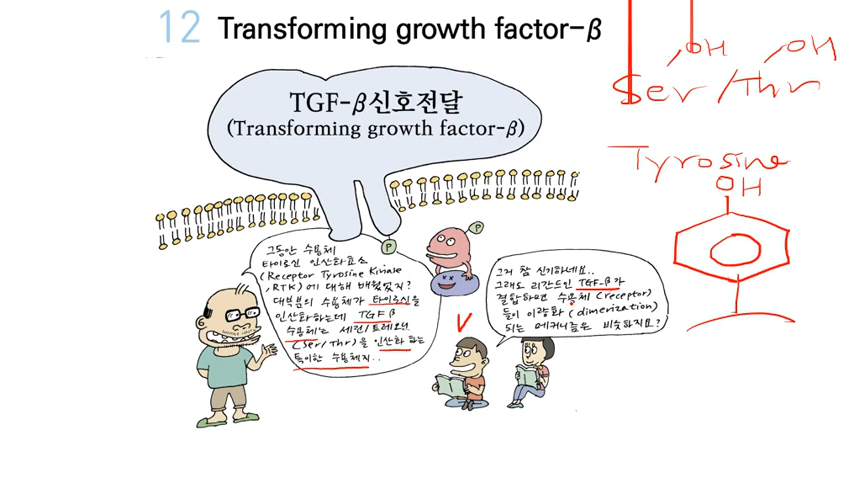 12 Transforming growth factor-β
TGF-β신호전달
(Transforming growth factor-β)
P
P
그동안 수용체
타이로신 인산화효소
(Receptor Tyrosine Kinase
, RTK)에 대해 배웠었지?
대부분의 수용체가 타이로신을
인산화하는데 TGFβ
수용체는 세린/트레오닌
(Ser/Thr)을 인산화 하는
특이한 수용체지..
그거 참 신기하네요..
그래도 리간드인 TGF-β가
결합하면 수용체(receptor)
들이 이량화(dimerization)
되는 메커니즘은 비슷하지요?
OH OH
Ser/Thr
Tyrosine
OH